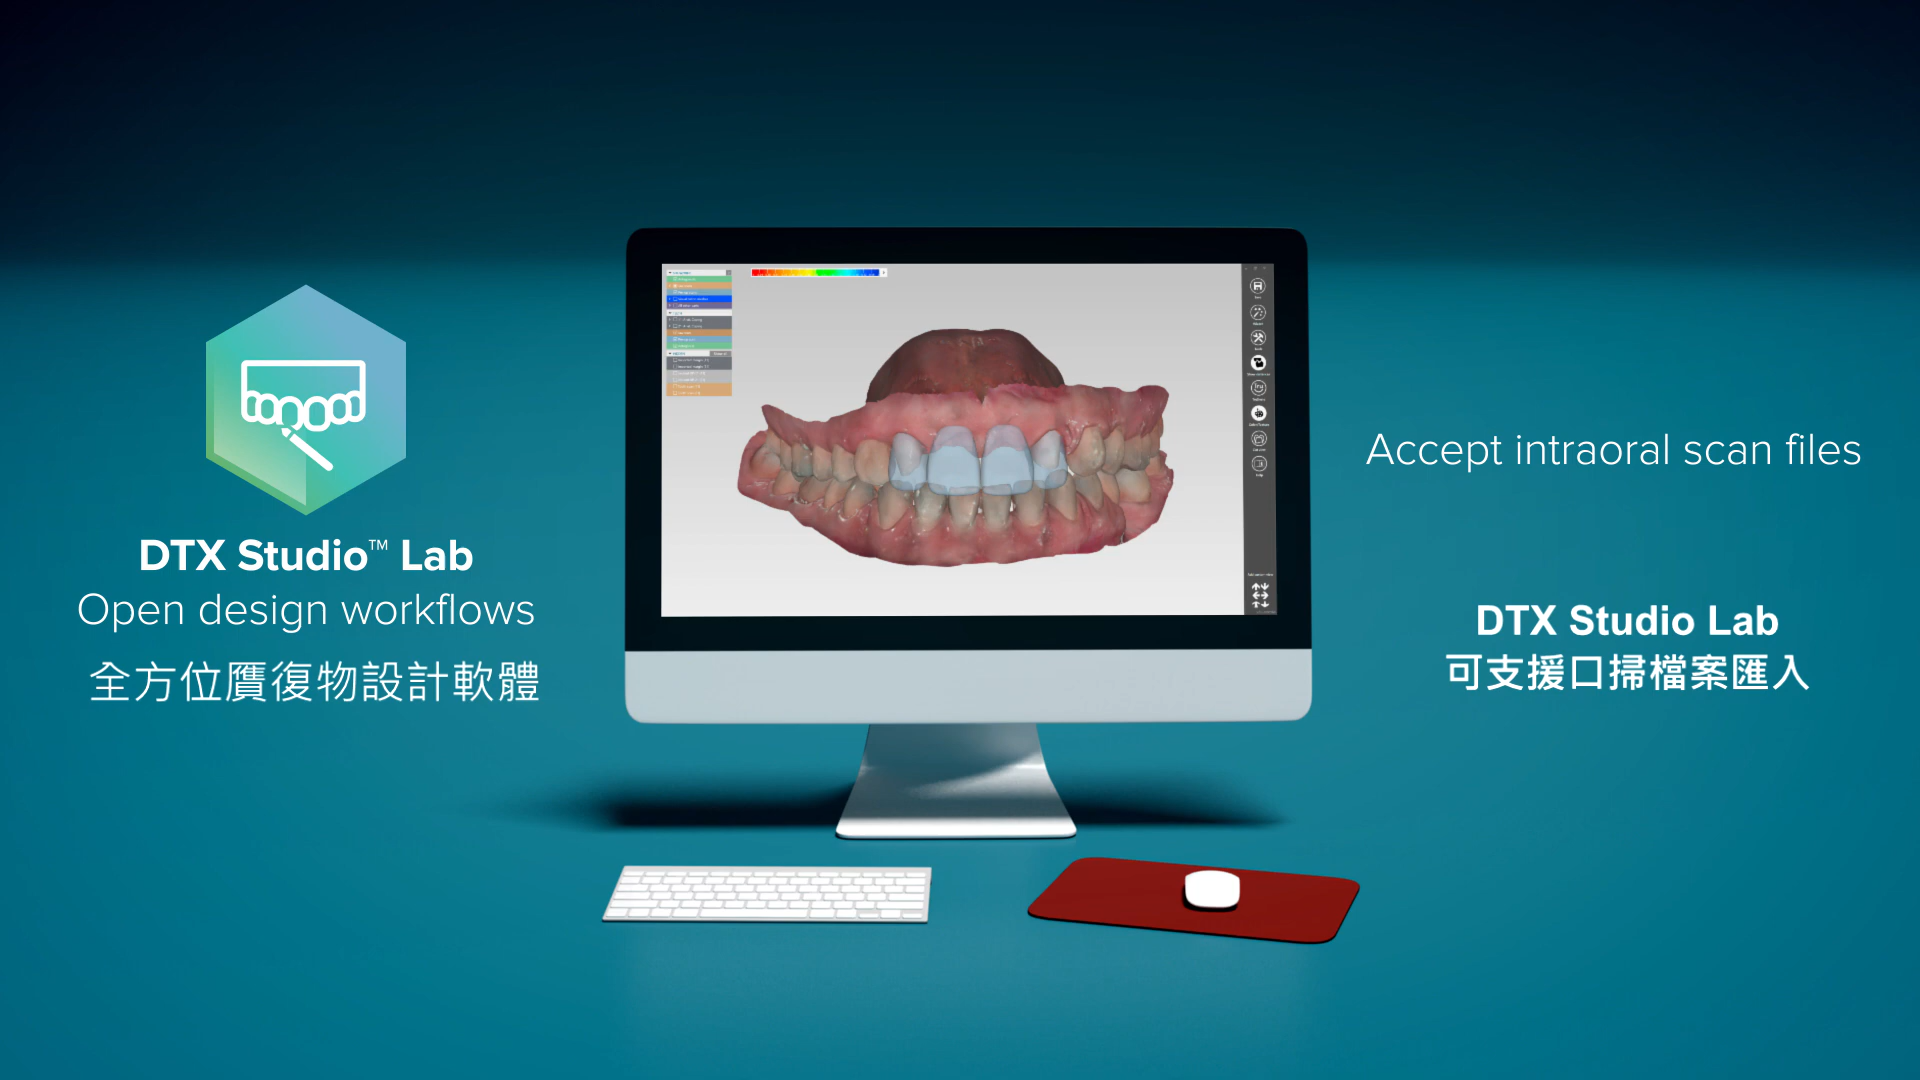 DTX Studio™ Lab
Open design workflows
全方位贋復物設計軟體
Accept intraoral scan files
DTX Studio Lab
可支援口掃檔案匯入